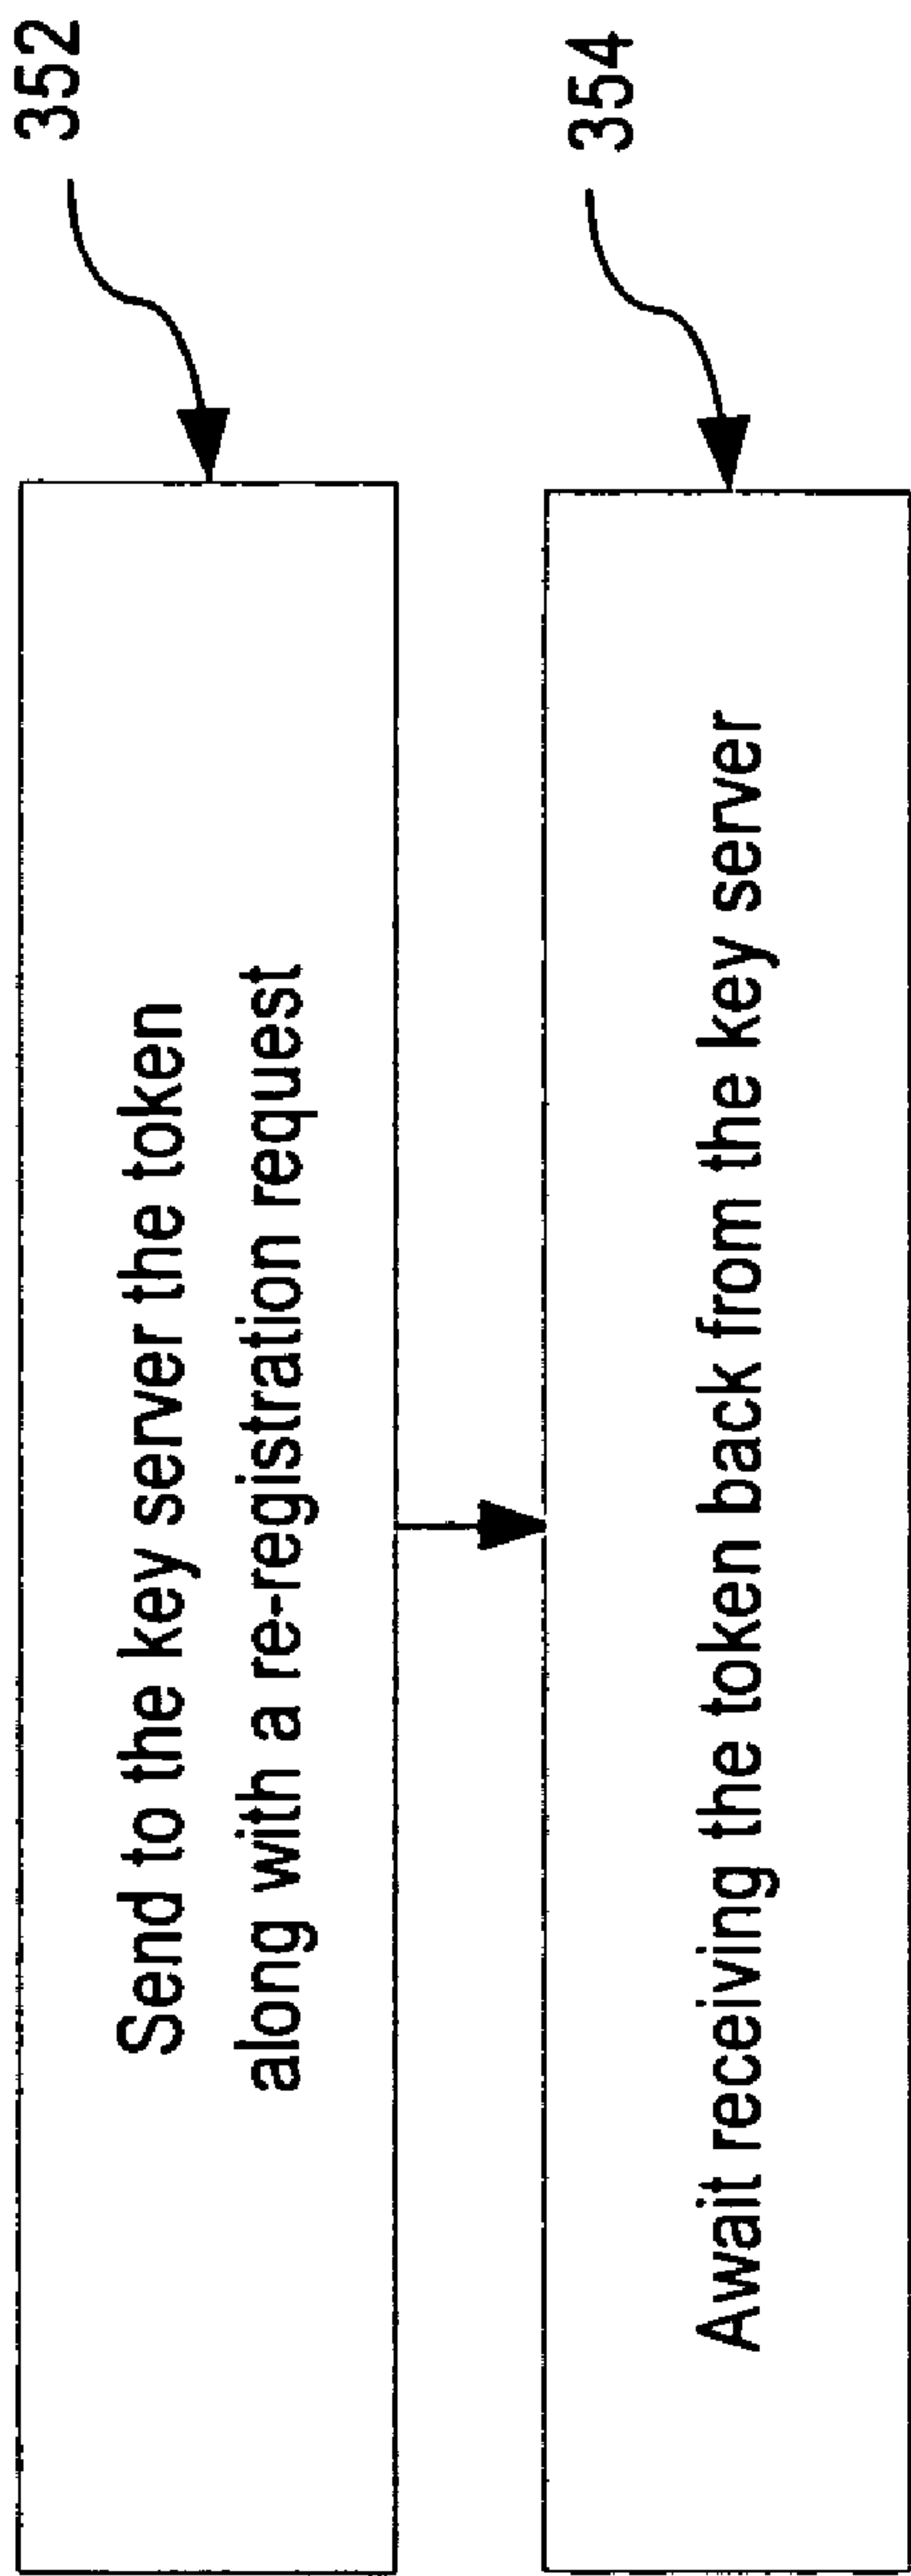 352
Send to the key server the token
along with a re-registration request
354
Await receiving the token back from the key server